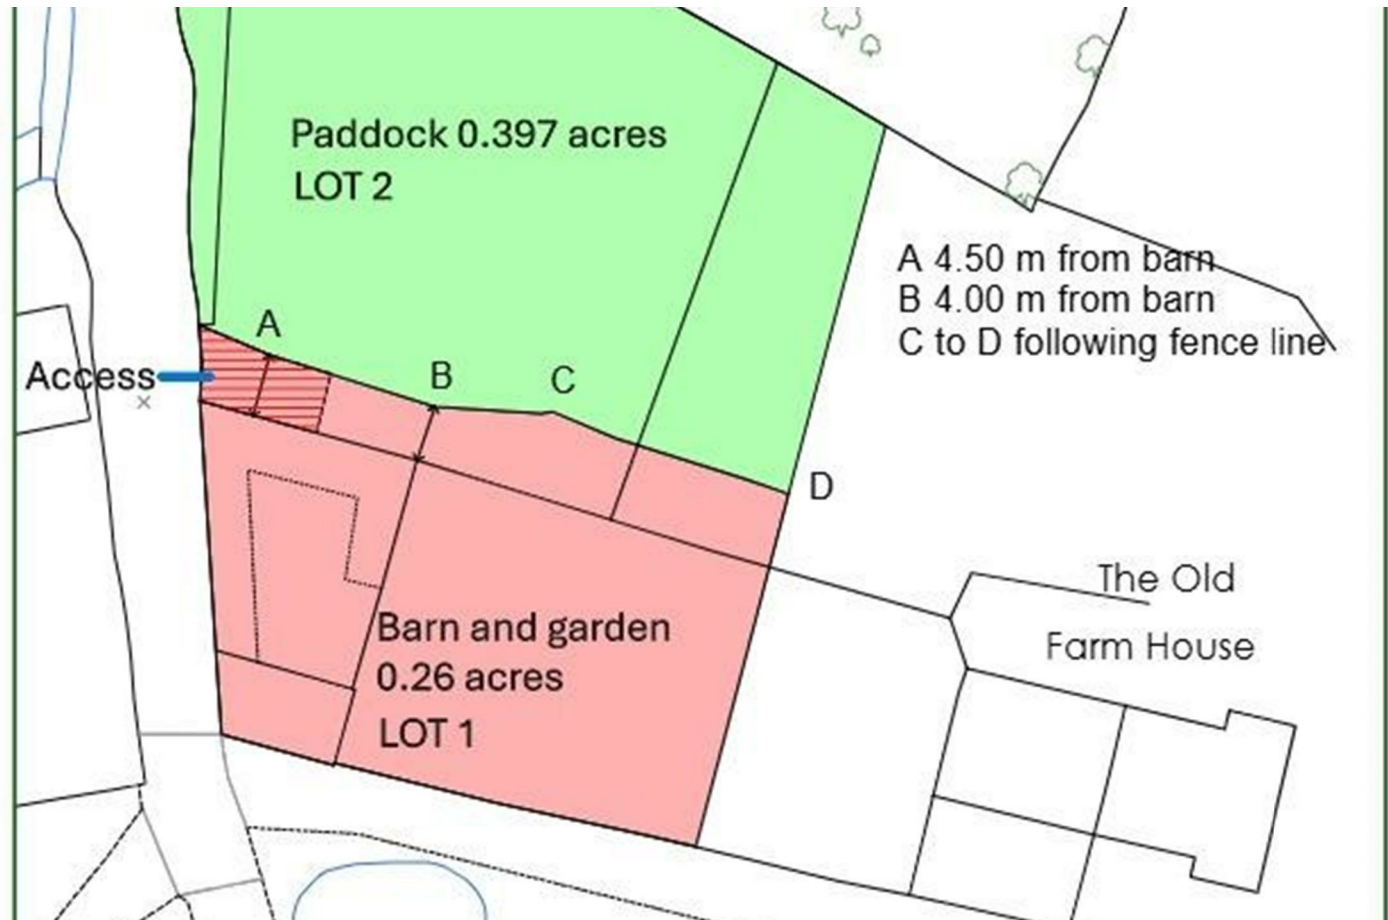 Paddock 0.397 acres
LOT 2
A 4.50 m from barn
B 4.00 m from barn
C to D following fence line
A
Access
B
C
D
The Old
Farm House
Barn and garden
0.26 acres
LOT 1